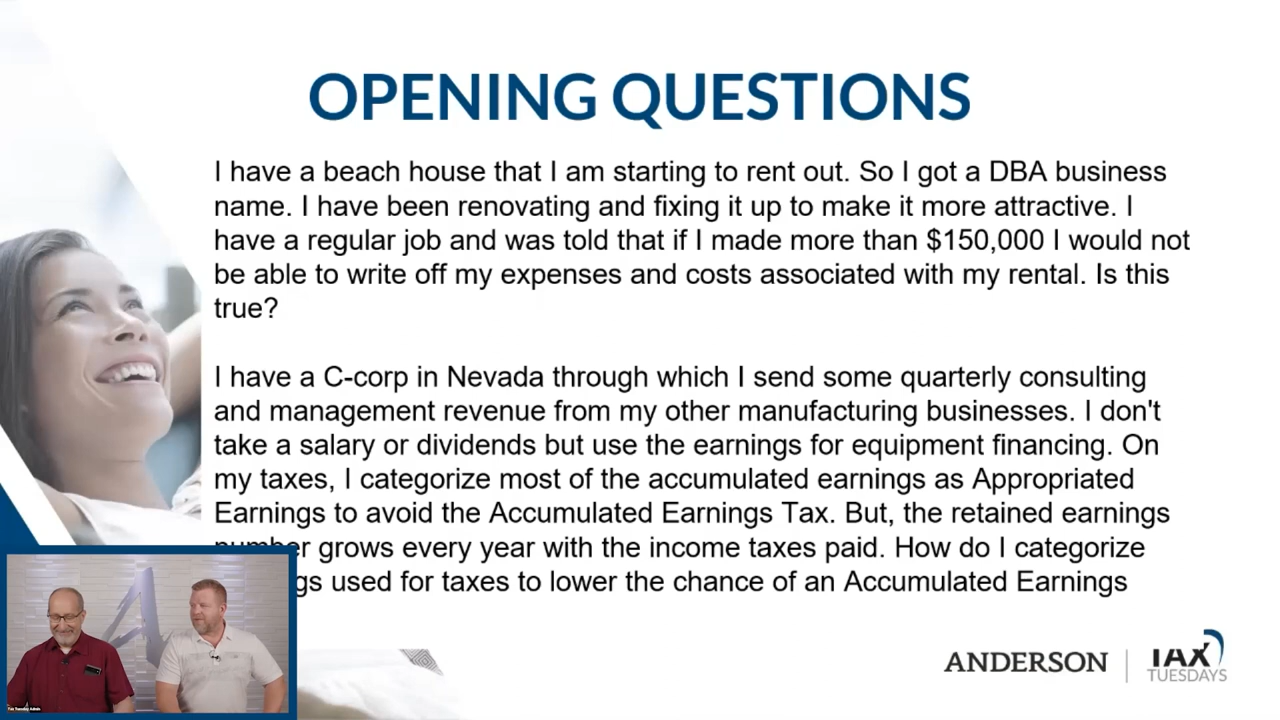 OPENING QUESTIONS
I have a beach house that I am starting to rent out. So I got a DBA business
name. I have been renovating and fixing it up to make it more attractive. I
have a regular job and was told that if I made more than $150,000 I would not
be able to write off my expenses and costs associated with my rental. Is this
true?
I have a C-corp in Nevada through which I send some quarterly consulting
and management revenue from my other manufacturing businesses. I don't
take a salary or dividends but use the earnings for equipment financing. On
my taxes, I categorize most of the accumulated earnings as Appropriated
Earnings to avoid the Accumulated Earnings Tax. But, the retained earnings
number grows every year with the income taxes paid. How do I categorize
gs used for taxes to lower the chance of an Accumulated Earnings
ANDERSON
TAX
TUESDAYS
Tax Tuesday Admin